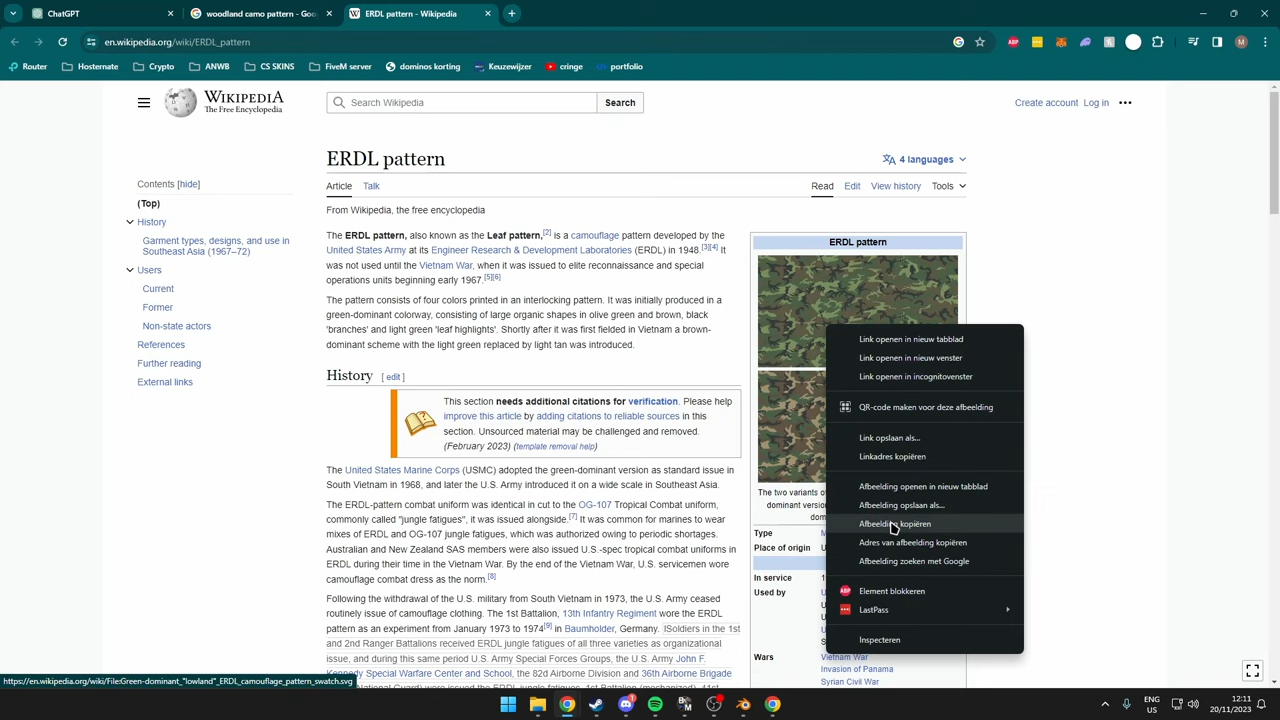 ChatGPT
woodland camo pattern - Goo
ERDL pattern - Wikipedia
en.wikipedia.org/wiki/ERDL_pattern
M
Router
Hosternate
Crypto
ANWB
CS SKINS
FiveM server
dominos korting
Keuzewijzer
cringe
portfolio
WIKIPEDIA
The Free Encyclopedia
Search Wikipedia
Search
Create account Log in
ERDL pattern
4 languages
Contents [hide]
Article Talk
Read Edit View history Tools
(Top)
From Wikipedia, the free encyclopedia
History
Garment types, designs, and use in
Southeast Asia (1967–72)
Users
Current
Former
Non-state actors
References
Further reading
External links
The ERDL pattern, also known as the Leaf pattern,[2] is a camouflage pattern developed by the
United States Army at its Engineer Research & Development Laboratories (ERDL) in 1948.[3][4] It
was not used until the Vietnam War, when it was issued to elite reconnaissance and special
operations units beginning early 1967.[5][6]
The pattern consists of four colors printed in an interlocking pattern. It was initially produced in a
green-dominant colorway, consisting of large organic shapes in olive green and brown, black
'branches' and light green 'leaf highlights'. Shortly after it was first fielded in Vietnam a brown-
dominant scheme with the light green replaced by light tan was introduced.
History [ edit ]
This section needs additional citations for verification. Please help
improve this article by adding citations to reliable sources in this
section. Unsourced material may be challenged and removed.
(February 2023) (template removal help)
The United States Marine Corps (USMC) adopted the green-dominant version as standard issue in
South Vietnam in 1968, and later the U.S. Army introduced it on a wide scale in Southeast Asia.
The ERDL-pattern combat uniform was identical in cut to the OG-107 Tropical Combat uniform,
commonly called "jungle fatigues", it was issued alongside.[7] It was common for marines to wear
mixes of ERDL and OG-107 jungle fatigues, which was authorized owing to periodic shortages.
Australian and New Zealand SAS members were also issued U.S.-spec tropical combat uniforms in
ERDL during their time in the Vietnam War. By the end of the Vietnam War, U.S. servicemen wore
camouflage combat dress as the norm.[8]
Following the withdrawal of the U.S. military from South Vietnam in 1973, the U.S. Army ceased
routinely issue of camouflage clothing. The 1st Battalion, 13th Infantry Regiment wore the ERDL
pattern as an experiment from January 1973 to 1974[9] in Baumholder, Germany. ISoldiers in the 1st
and 2nd Ranger Battalions received ERDL jungle fatigues of all three varieties as organizational
issue, and during this same period U.S. Army Special Forces Groups, the U.S. Army John F.
Kennedy Special Warfare Center and School, the 82d Airborne Division and 36th Airborne Brigade
ERDL pattern
The two variants o
dominant versio
dom
Type M
Place of origin U
In service 1
Used by U
U
U
U
S
Wars Vietnam War
Invasion of Panama
Syrian Civil War
Link openen in nieuw tabblad
Link openen in nieuw venster
Link openen in incognitovenster
QR-code maken voor deze afbeelding
Link opslaan als...
Linkadres kopiëren
Afbeelding openen in nieuw tabblad
Afbeelding opslaan als...
Afbeelding kopiëren
Adres van afbeelding kopiëren
Afbeelding zoeken met Google
ABP Element blokkeren
LastPass
Inspecteren
https://en.wikipedia.org/wiki/File:Green-dominant_"lowland"_ERDL_camouflage_pattern_swatch.svg
ENG
US
12:11
20/11/2023